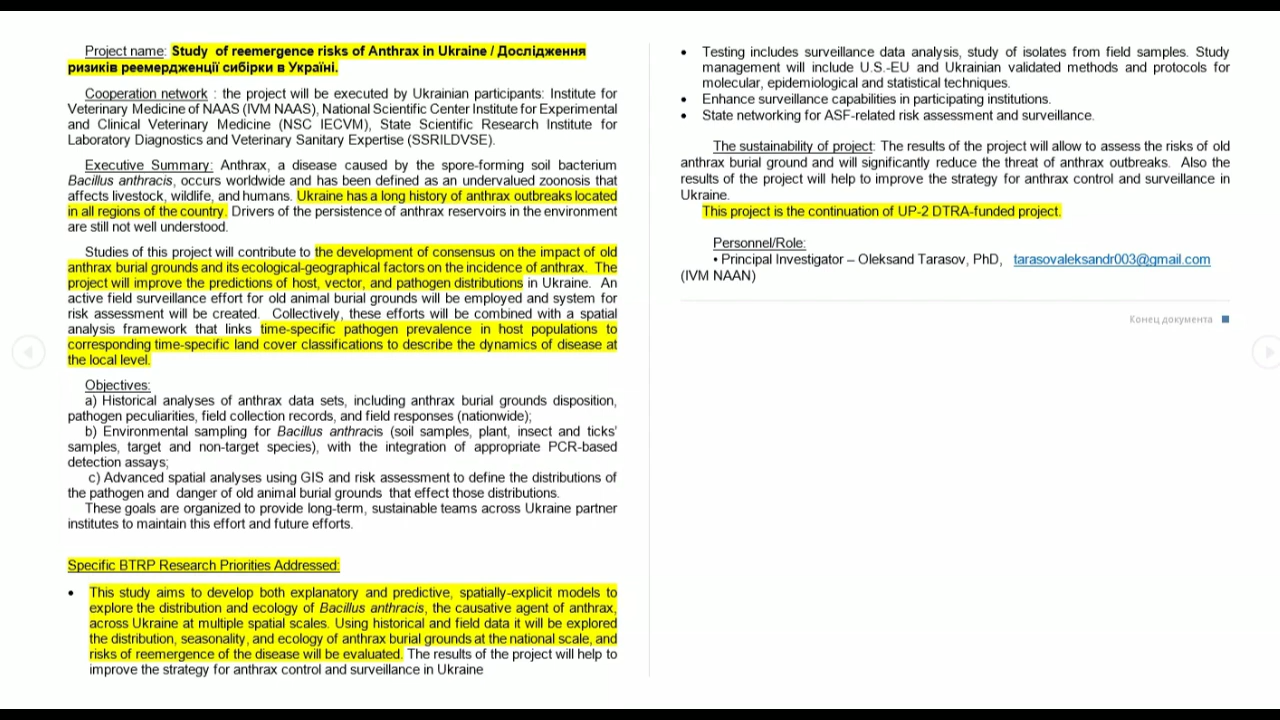 Project name: Study of reemergence risks of Anthrax in Ukraine / Дослідження
ризиків реемердженції сибірки в Україні.
Cooperation network : the project will be executed by Ukrainian participants: Institute for
Veterinary Medicine of NAAS (IVM NAAS), National Scientific Center Institute for Experimental
and Clinical Veterinary Medicine (NSC IECVM), State Scientific Research Institute for
Laboratory Diagnostics and Veterinary Sanitary Expertise (SSRILDVSE).
Executive Summary: Anthrax, a disease caused by the spore-forming soil bacterium
Bacillus anthracis, occurs worldwide and has been defined as an undervalued zoonosis that
affects livestock, wildlife, and humans. Ukraine has a long history of anthrax outbreaks located
in all regions of the country. Drivers of the persistence of anthrax reservoirs in the environment
are still not well understood.
Studies of this project will contribute to the development of consensus on the impact of old
anthrax burial grounds and its ecological-geographical factors on the incidence of anthrax. The
project will improve the predictions of host, vector, and pathogen distributions in Ukraine. An
active field surveillance effort for old animal burial grounds will be employed and system for
risk assessment will be created. Collectively, these efforts will be combined with a spatial
analysis framework that links time-specific pathogen prevalence in host populations to
corresponding time-specific land cover classifications to describe the dynamics of disease at
the local level.
Objectives:
a) Historical analyses of anthrax data sets, including anthrax burial grounds disposition,
pathogen peculiarities, field collection records, and field responses (nationwide);
b) Environmental sampling for Bacillus anthracis (soil samples, plant, insect and ticks'
samples, target and non-target species), with the integration of appropriate PCR-based
detection assays;
c) Advanced spatial analyses using GIS and risk assessment to define the distributions of
the pathogen and danger of old animal burial grounds that effect those distributions.
These goals are organized to provide long-term, sustainable teams across Ukraine partner
institutes to maintain this effort and future efforts.
Specific BTRP Research Priorities Addressed:
• This study aims to develop both explanatory and predictive, spatially-explicit models to
explore the distribution and ecology of Bacillus anthracis, the causative agent of anthrax,
across Ukraine at multiple spatial scales. Using historical and field data it will be explored
the distribution, seasonality, and ecology of anthrax burial grounds at the national scale, and
risks of reemergence of the disease will be evaluated. The results of the project will help to
improve the strategy for anthrax control and surveillance in Ukraine
• Testing includes surveillance data analysis, study of isolates from field samples. Study
management will include U.S.-EU and Ukrainian validated methods and protocols for
molecular, epidemiological and statistical techniques.
• Enhance surveillance capabilities in participating institutions.
• State networking for ASF-related risk assessment and surveillance.
The sustainability of project: The results of the project will allow to assess the risks of old
anthrax burial ground and will significantly reduce the threat of anthrax outbreaks. Also the
results of the project will help to improve the strategy for anthrax control and surveillance in
Ukraine.
This project is the continuation of UP-2 DTRA-funded project.
Personnel/Role:
• Principal Investigator – Oleksand Tarasov, PhD, tarasovaleksandr003@gmail.com
(IVM NAAN)
Конец документа